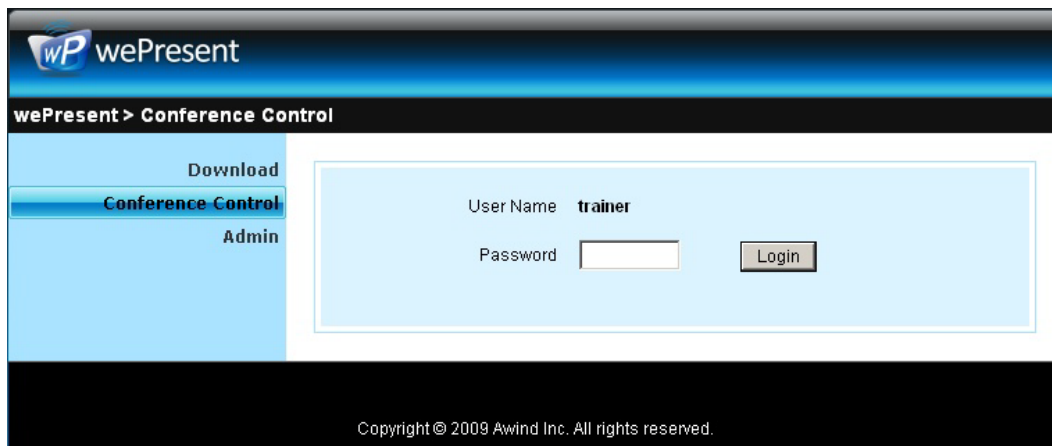 wP wePresent
wePresent > Conference Control
Download
Conference Control
Admin
User Name trainer
Password Login
Copyright © 2009 Awind Inc. All rights reserved.